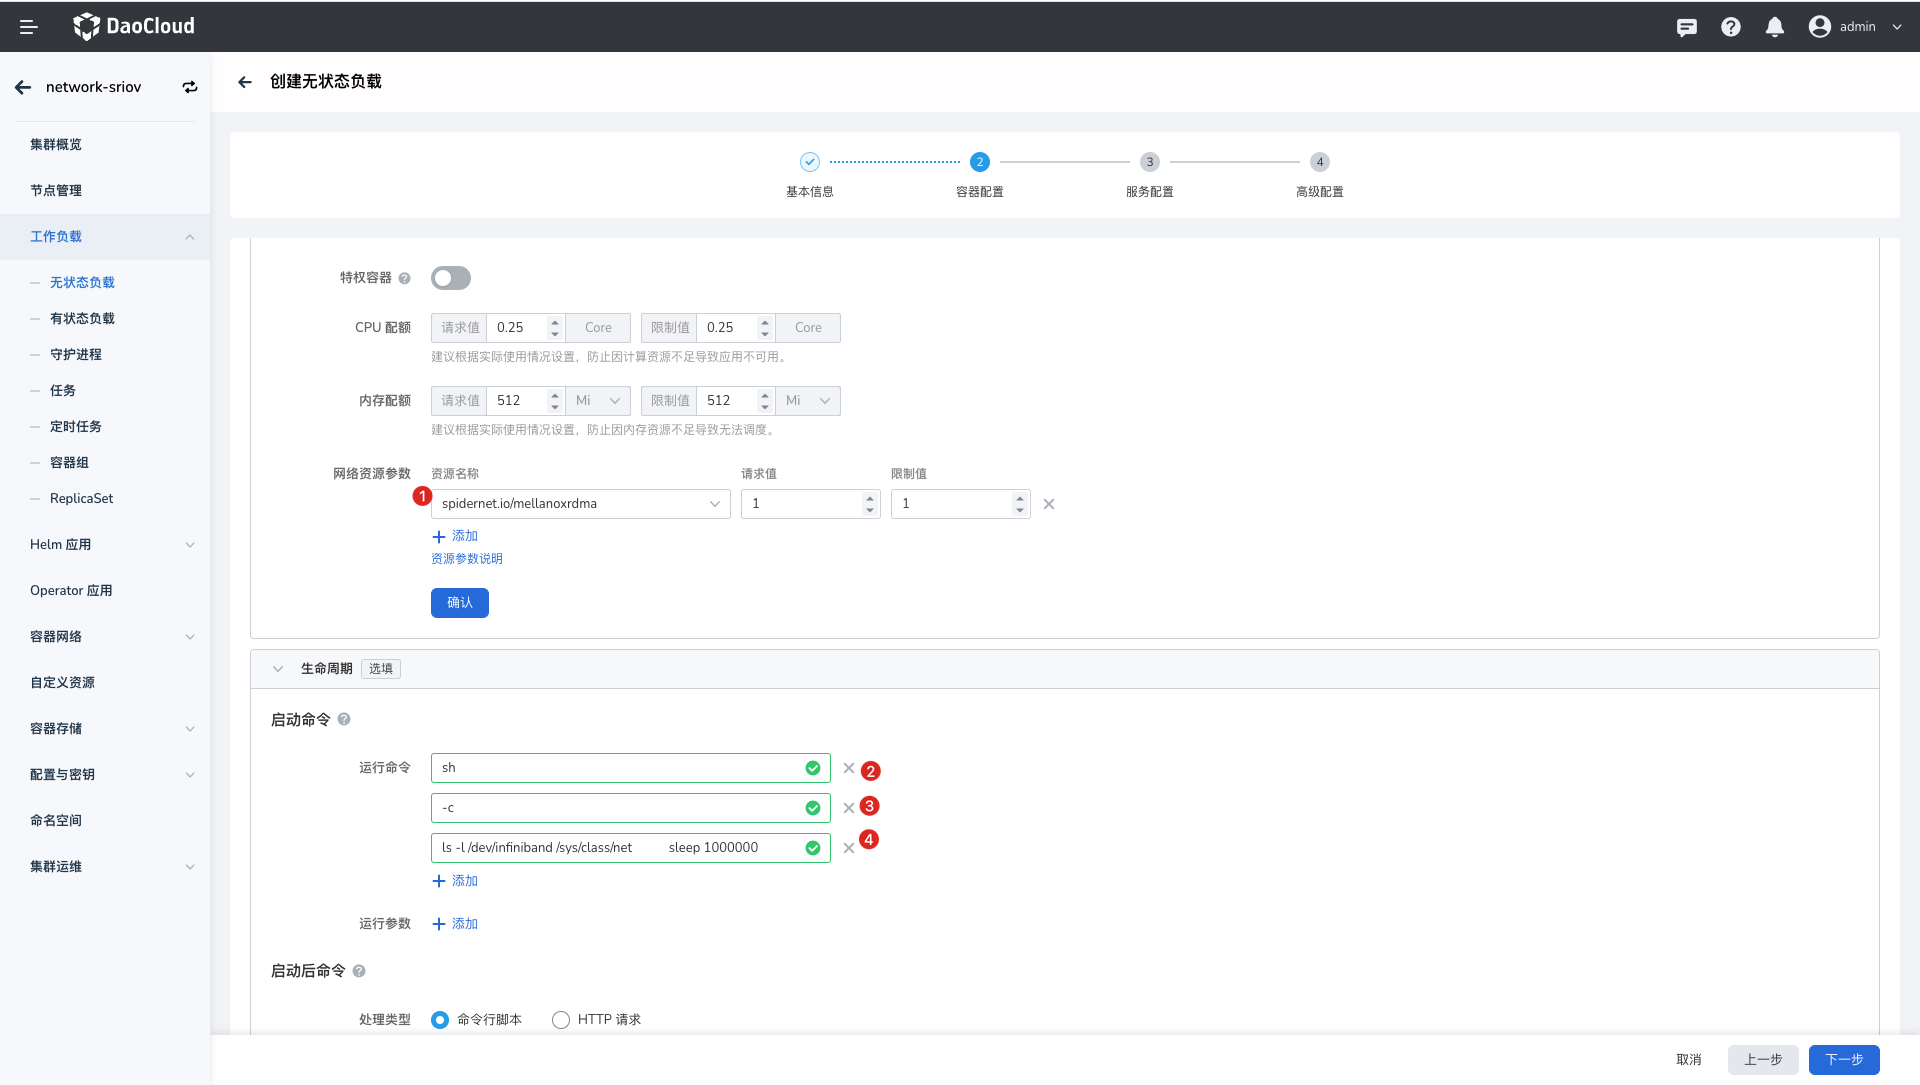 DaoCloud
admin
network-sriov
创建无状态负载
集群概览
节点管理
工作负载
无状态负载
有状态负载
守护进程
任务
定时任务
容器组
ReplicaSet
Helm 应用
Operator 应用
容器网络
自定义资源
容器存储
配置与密钥
命名空间
集群运维
2 3 4
基本信息 容器配置 服务配置 高级配置
特权容器
CPU 配额 请求值 0.25 Core 限制值 0.25 Core
建议根据实际使用情况设置，防止因计算资源不足导致应用不可用。
内存配额 请求值 512 Mi 限制值 512 Mi
建议根据实际使用情况设置，防止因内存资源不足导致无法调度。
网络资源参数 资源名称 请求值 限制值
1 spidernet.io/mellanoxrdma 1 1
添加
资源参数说明
确认
生命周期 选填
启动命令
运行命令 sh 2
-c 3
ls -l /dev/infiniband /sys/class/net sleep 1000000 4
添加
运行参数 添加
启动后命令
处理类型 命令行脚本 HTTP 请求
取消 上一步 下一步